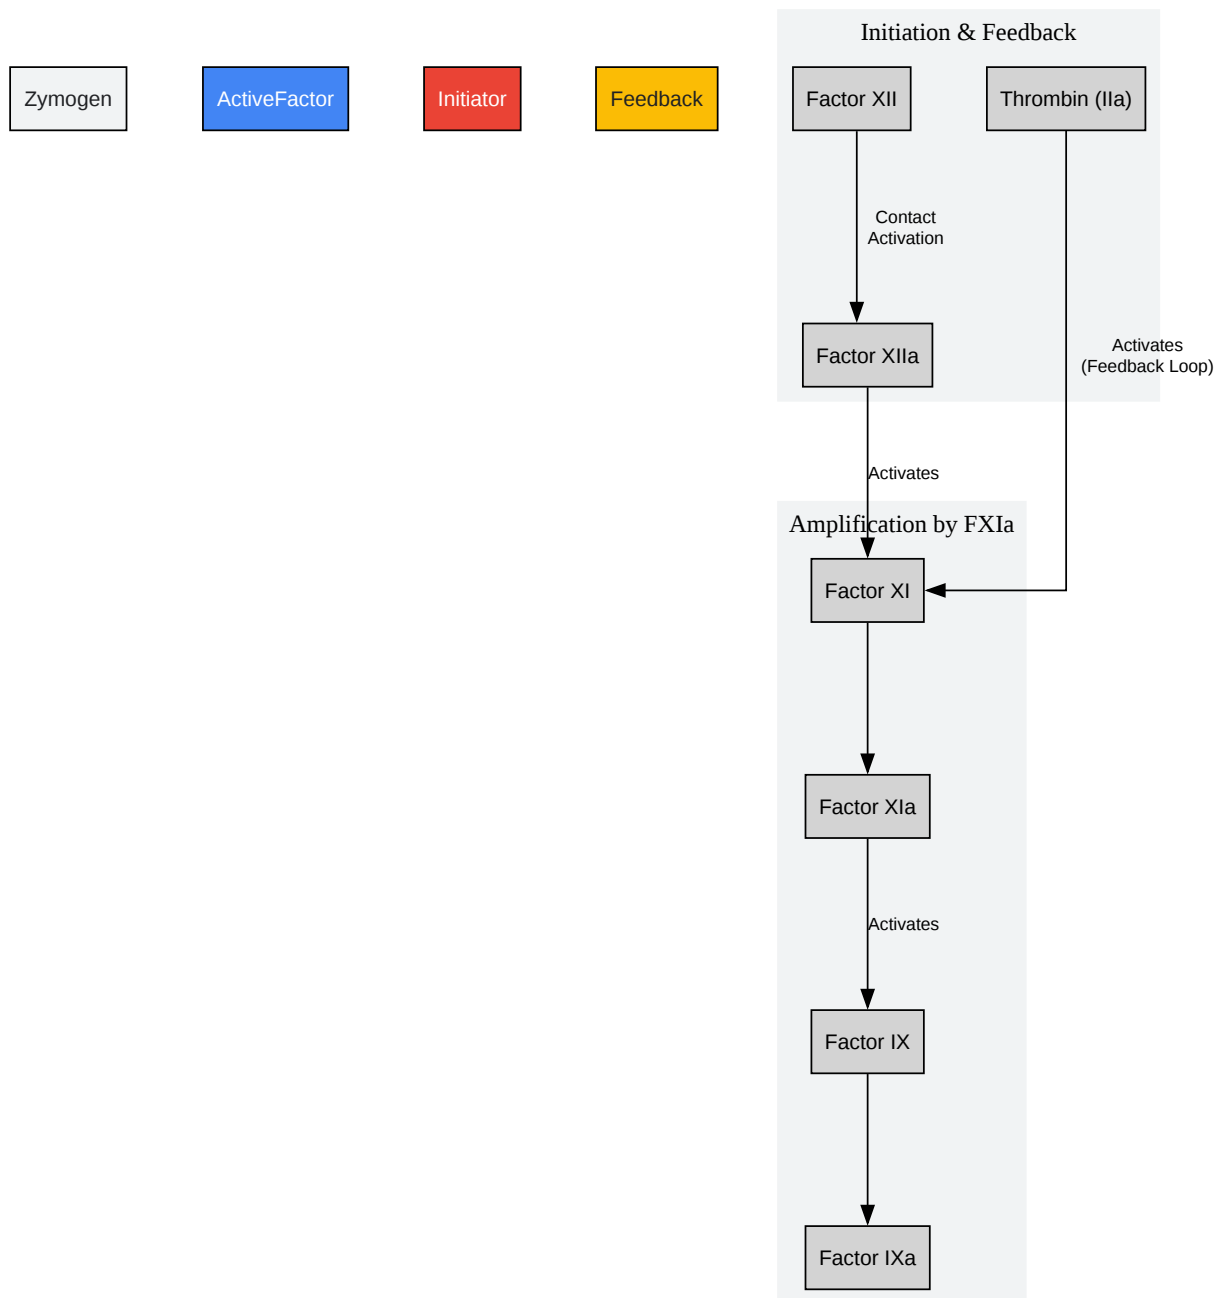 Initiation & Feedback
Zymogen
ActiveFactor
Initiator
Feedback
Factor XII
Thrombin (IIa)
Contact
Activation
Factor XIIa
Activates
(Feedback Loop)
Activates
Amplification by FXIa
Factor XI
Factor XIa
Activates
Factor IX
Factor IXa